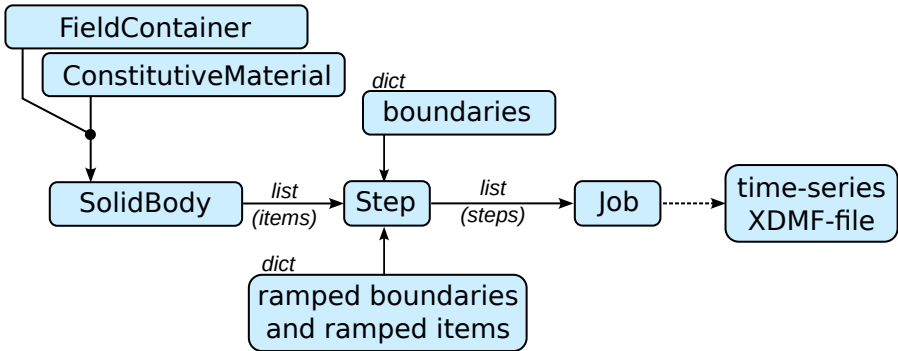 FieldContainer
ConstitutiveMaterial
dict
boundaries
SolidBody
list
(items)
Step
list
(steps)
Job
time-series
XDMF-file
dict
ramped boundaries
and ramped items